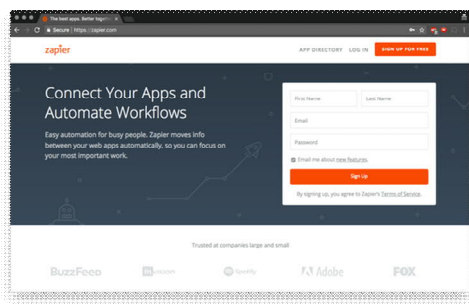 The best apps. Better toge
Secure | https://zapier.com
zapier
APP DIRECTORY LOG IN SIGN UP FOR FREE
Connect Your Apps and
Automate Workflows
Easy automation for busy people. Zapier moves info
between your web apps automatically, so you can focus on
your most important work.
First Name Last Name
Email
Password
Email me about new features.
Sign Up
By signing up, you agree to Zapier's Terms of Service.
Trusted at companies large and small
BuzzFeed
Spotify
Adobe
FOX